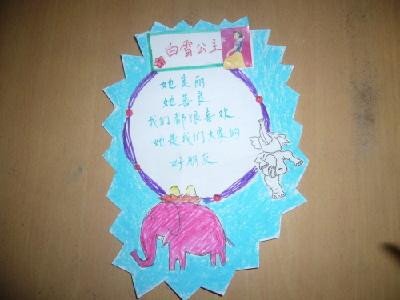 白雪公主
她美丽
她善良
我们都很喜欢
她是我们大家的
好朋友